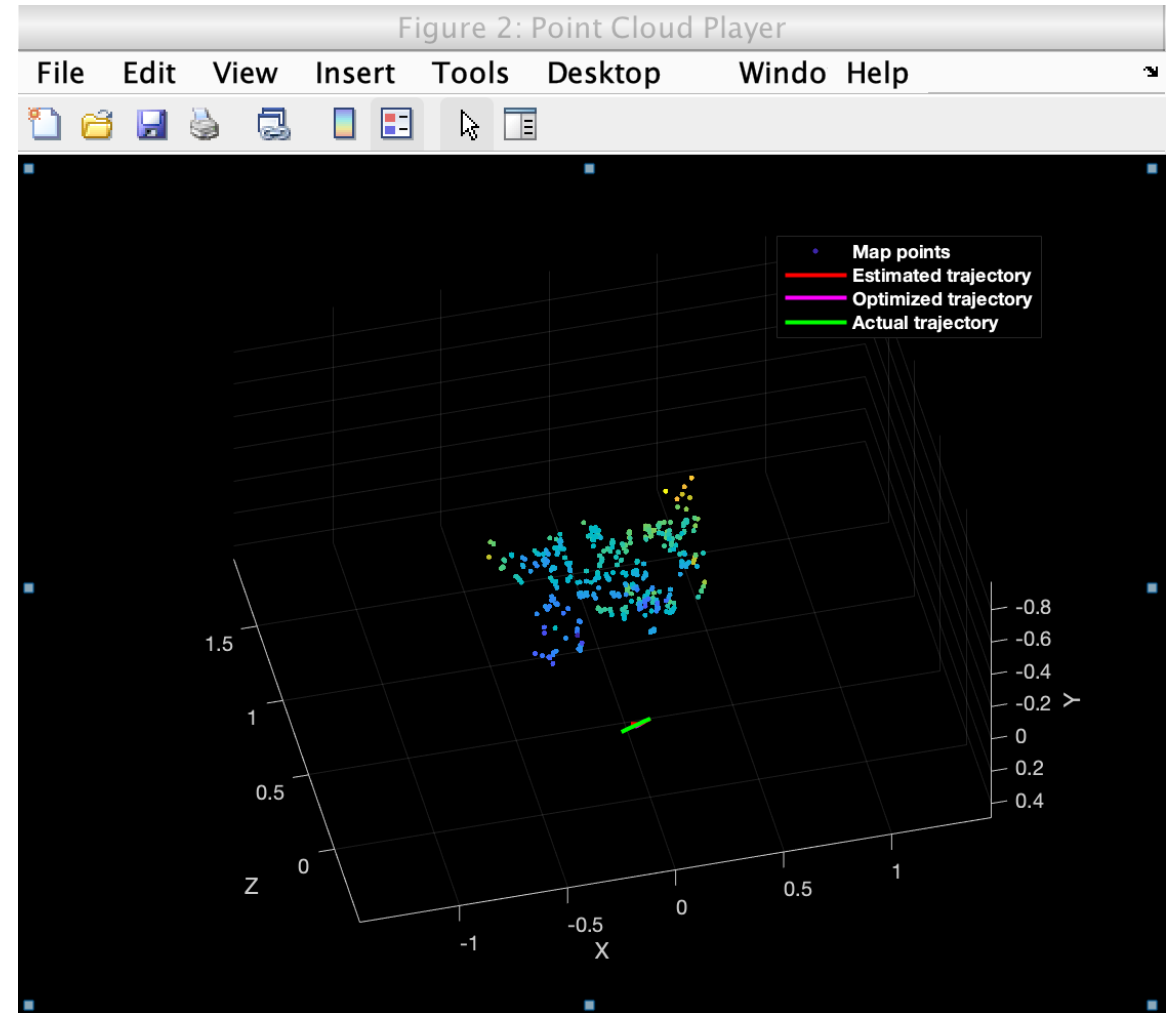 Figure 2: Point Cloud Player
File Edit View Insert Tools Desktop Windo Help
Map points
Estimated trajectory
Optimized trajectory
Actual trajectory
1.5
1
0.5
0
Z
-0.8
-0.6
-0.4
-0.2
0
0.2
0.4
Y
-1
-0.5
0
0.5
1
X